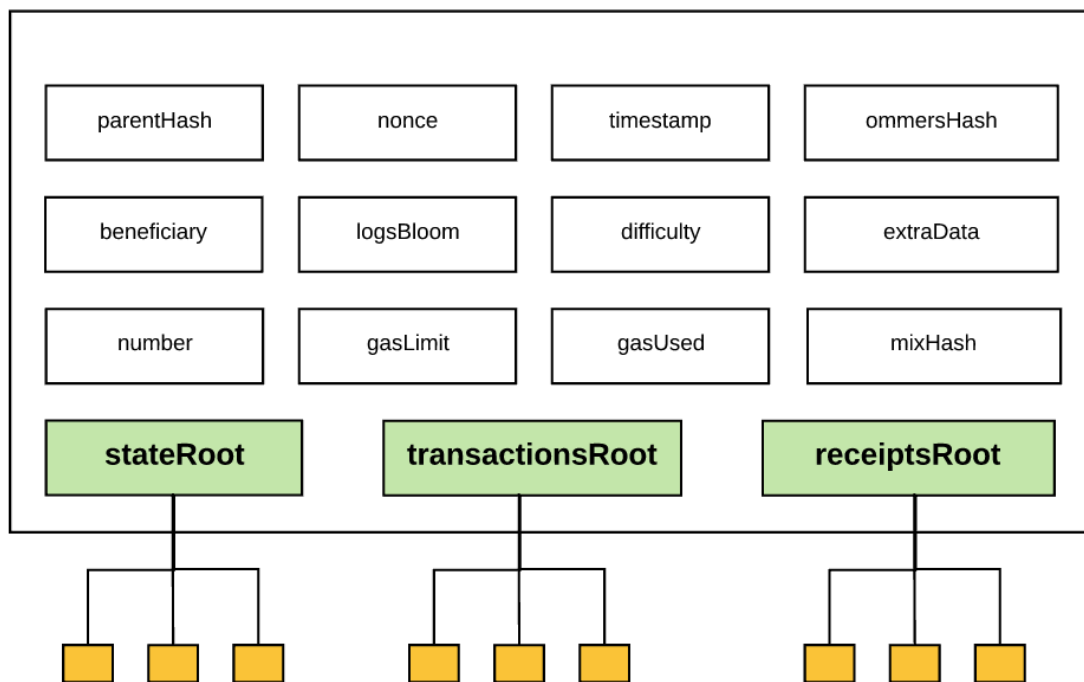 parentHash
nonce
timestamp
ommersHash
beneficiary
logsBloom
difficulty
extraData
number
gasLimit
gasUsed
mixHash
stateRoot
transactionsRoot
receiptsRoot